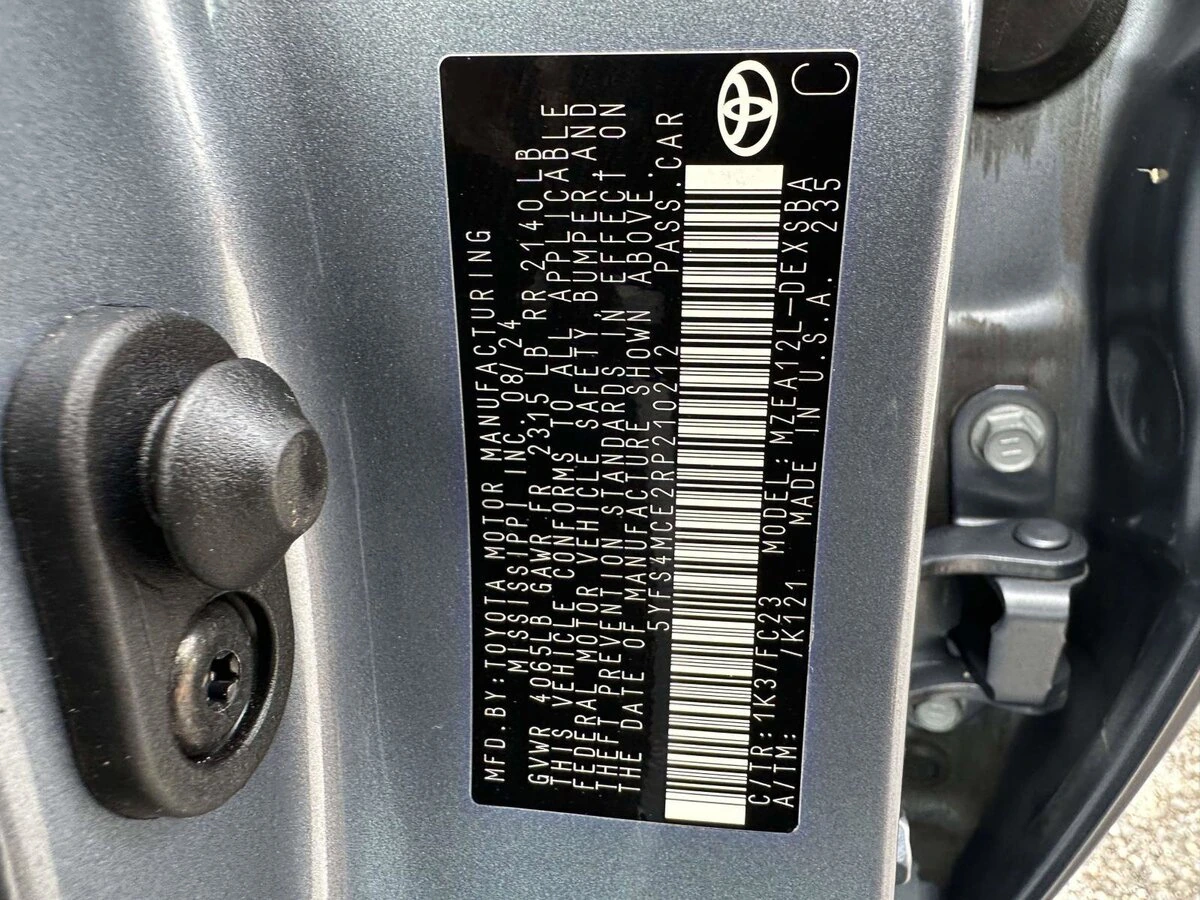 MFD.BY:TOYOTA MOTOR MANUFACTURING
MISSISSIPPI INC. 08/24
GVWR 4065LB GAWR FR 2315 LB RR 2140LB
THIS VEHICLE CONFORMS TO ALL APPLICABLE
FEDERAL MOTOR VEHICLE SAFETY, BUMPER,AND
THEFT PREVENTION STANDARDS IN EFFECT ON
THE DATE OF MANUFACTURE SHOWN ABOVE.
5YFS4MCE2RP210212 PASS.CAR
C/TR:1K3/FC23 MODEL:MZEA12L-DEXSBA
A/TM: /K121 MADE IN U.S.A. 235
C